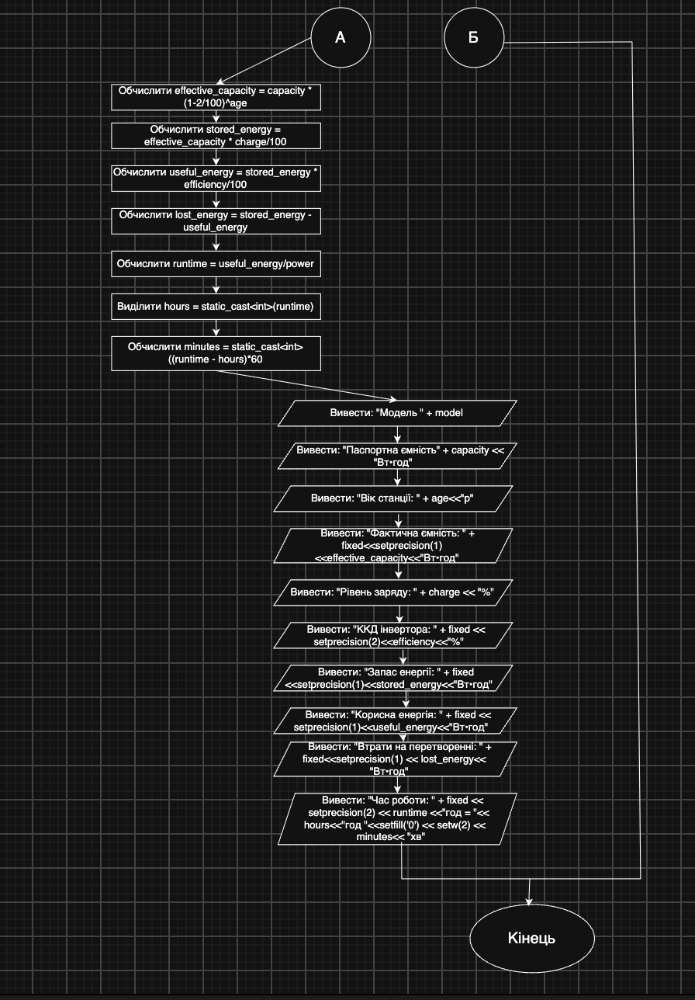 А
Б
Обчислити effective_capacity = capacity *
(1-2/100)^age
Обчислити stored_energy =
effective_capacity * charge/100
Обчислити useful_energy = stored_energy *
efficiency/100
Обчислити lost_energy = stored_energy -
useful_energy
Обчислити runtime = useful_energy/power
Виділити hours = static_cast<int>(runtime)
Обчислити minutes = static_cast<int>
((runtime - hours)*60
Вивести: "Модель " + model
Вивести: "Паспортна ємність" + capacity <<
"Вт•год"
Вивести: "Вік станції: " + age<<"р"
Вивести: "Фактична ємність: " +
fixed<<setprecision(1)
<<effective_capacity<<"Вт•год"
Вивести: "Рівень заряду: " + charge << "%"
Вивести: "ККД інвертора: " + fixed <<
setprecision(2)<<efficiency<<"%"
Вивести: "Запас енергії: " + fixed
<<setprecision(1)<<stored_energy<<"Вт•год"
Вивести: "Корисна енергія: " + fixed <<
setprecision(1)<<useful_energy<<"Вт•год"
Вивести: "Втрати на перетворенні: " +
fixed<<setprecision(1) << lost_energy<<
"Вт•год"
Вивести: "Час роботи: " + fixed <<
setprecision(2) << runtime <<"год = "<<
hours<<"год "<<setfill('0') << setw(2) <<
minutes<< "хв"
Кінець